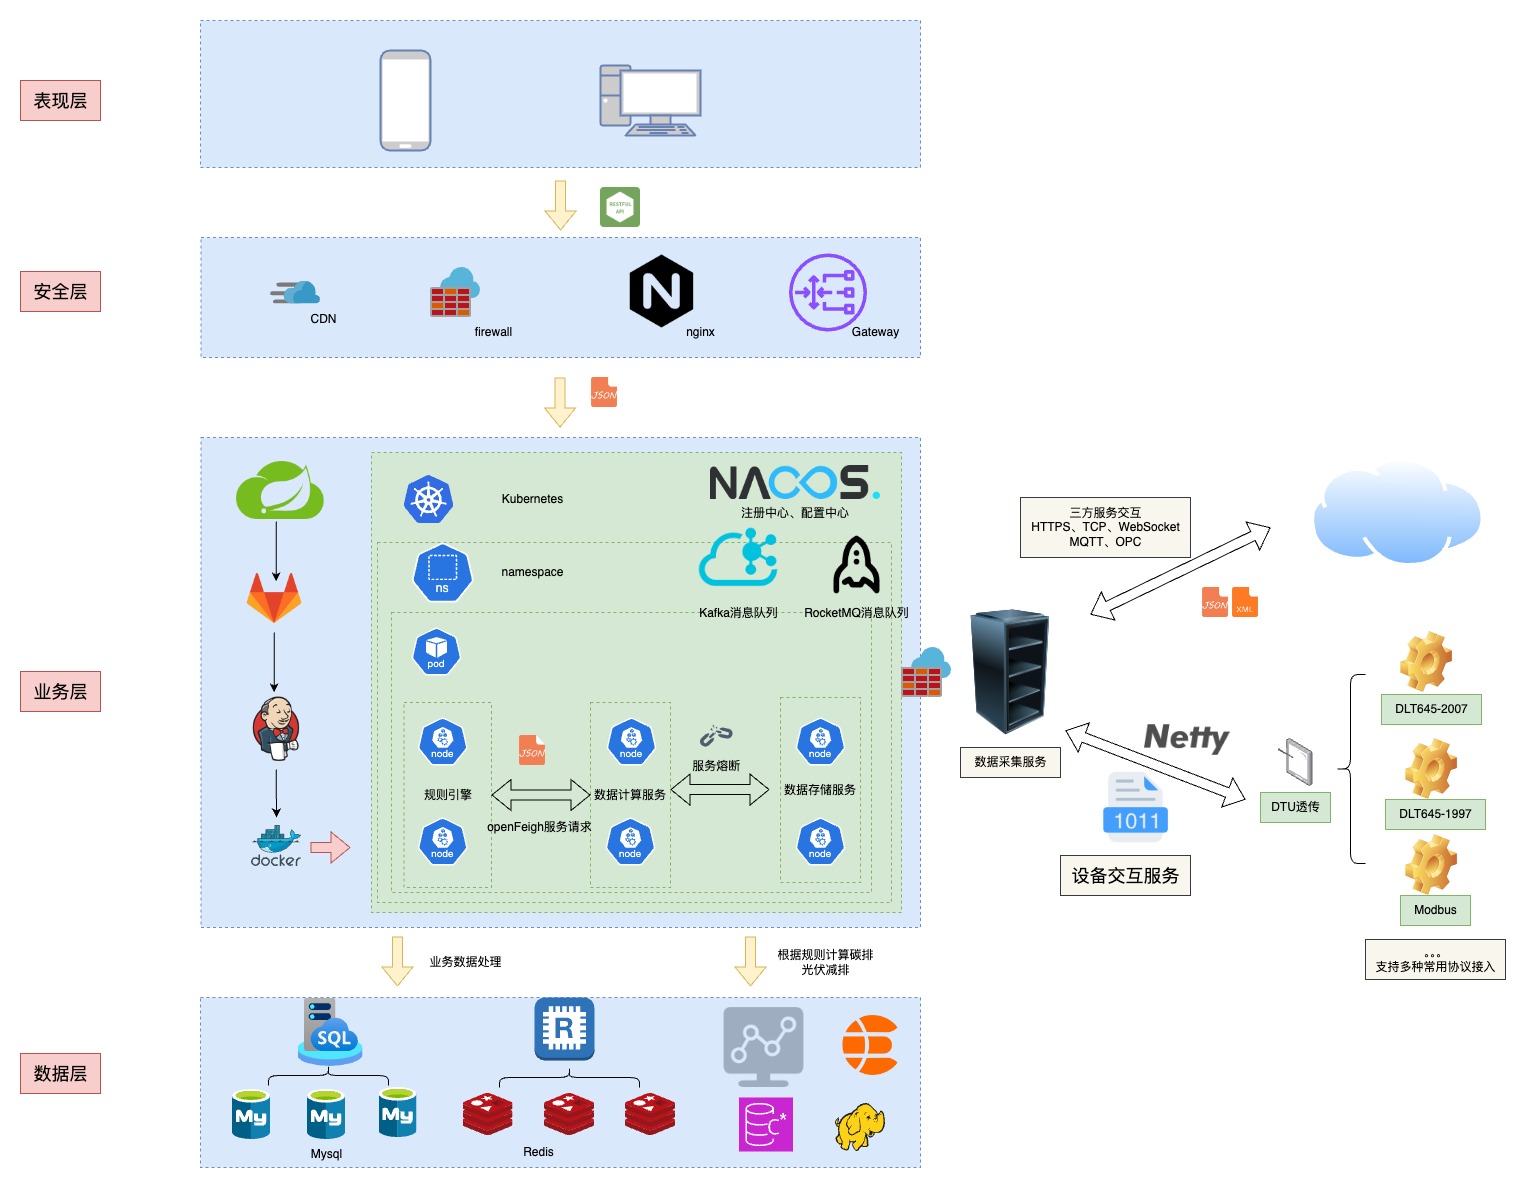 表现层
RESTFUL
API
安全层
CDN
firewall
nginx
Gateway
JSON
Kubernetes
NACOS.
注册中心、配置中心
ns
namespace
Kafka消息队列
RocketMQ消息队列
pod
业务层
node
node
node
JSON
服务熔断
规则引擎
数据计算服务
数据存储服务
openFeigh服务请求
node
node
node
docker
三方服务交互
HTTPS、TCP、WebSocket
MQTT、OPC
JSON
XML
数据采集服务
Netty
1011
设备交互服务
DTU透传
DLT645-2007
DLT645-1997
Modbus
。。。
支持多种常用协议接入
业务数据处理
根据规则计算碳排
光伏减排
数据层
SQL
R
My
My
My
Mysql
Redis
C*